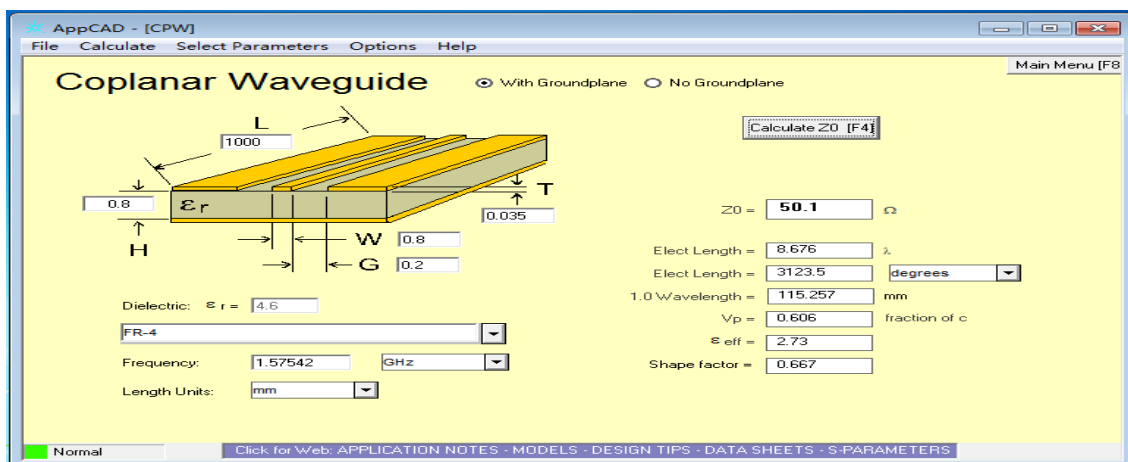 AppCAD - [CPW]
File Calculate Select Parameters Options Help
Main Menu [F8
Coplanar Waveguide
With Groundplane
No Groundplane
Calculate Z0 [F4]
L
1000
0.8
εr
T
0.035
H
W 0.8
G 0.2
Z0 = 50.1 Ω
Elect Length = 8.676 λ
Elect Length = 3123.5 degrees
1.0 Wavelength = 115.257 mm
Vp = 0.606 fraction of c
ε eff = 2.73
Shape factor = 0.667
Dielectric: εr = 4.6
FR-4
Frequency: 1.57542 GHz
Length Units: mm
Normal
Click for Web: APPLICATION NOTES - MODELS - DESIGN TIPS - DATA SHEETS - S-PARAMETERS